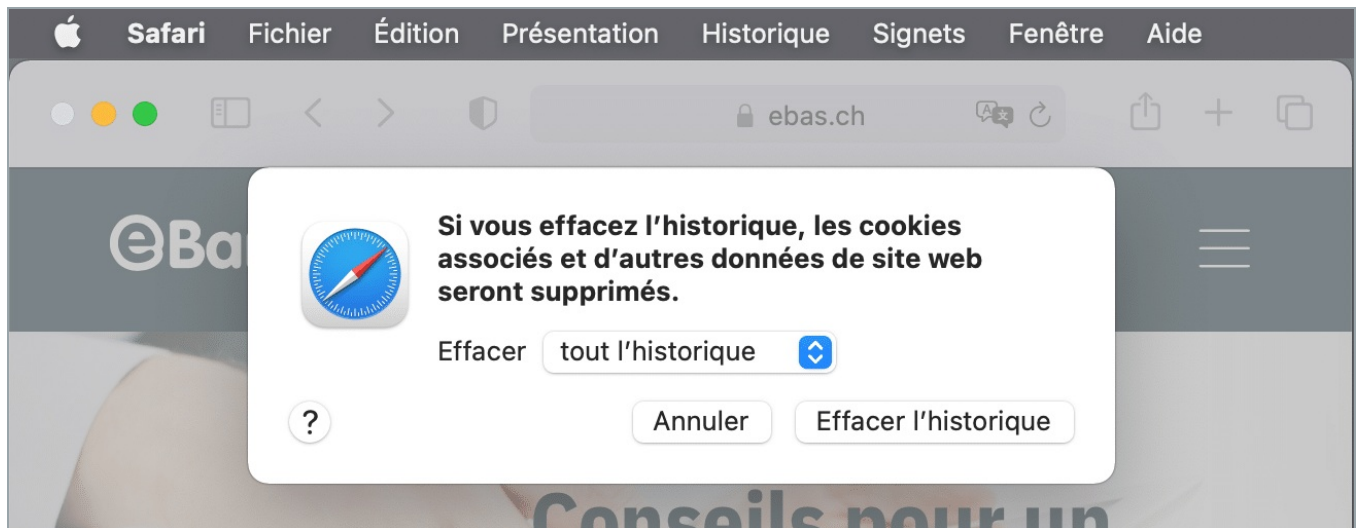 Safari Fichier Édition Présentation Historique Signets Fenêtre Aide
ebas.ch
eBa
Si vous effacez l’historique, les cookies
associés et d’autres données de site web
seront supprimés.
Effacer tout l’historique
? Annuler Effacer l’historique
Conseils pour un